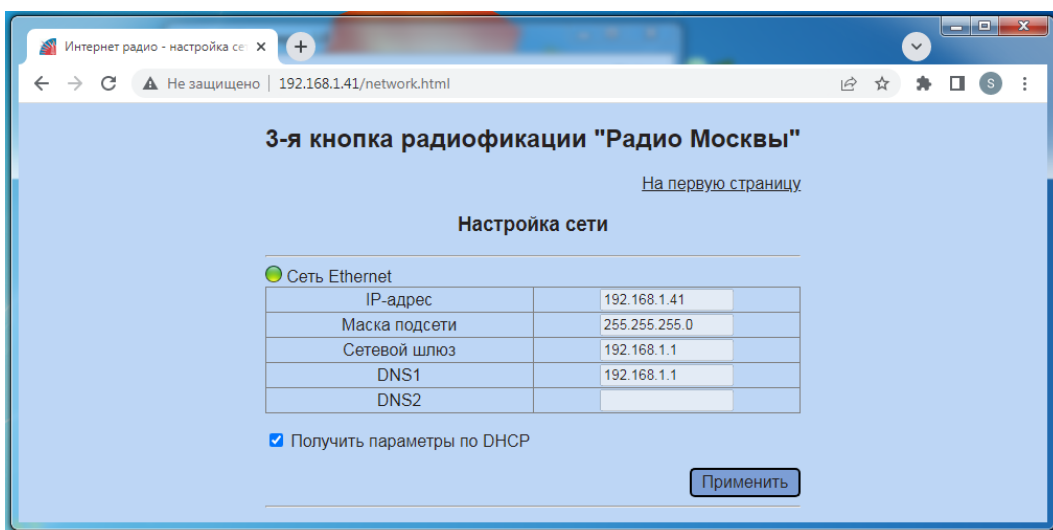 Интернет радио - настройка се
Не защищено 192.168.1.41/network.html
S
3-я кнопка радиофикации "Радио Москвы"
На первую страницу
Настройка сети
Сеть Ethernet
IP-адрес 192.168.1.41
Маска подсети 255.255.255.0
Сетевой шлюз 192.168.1.1
DNS1 192.168.1.1
DNS2
Получить параметры по DHCP
Применить